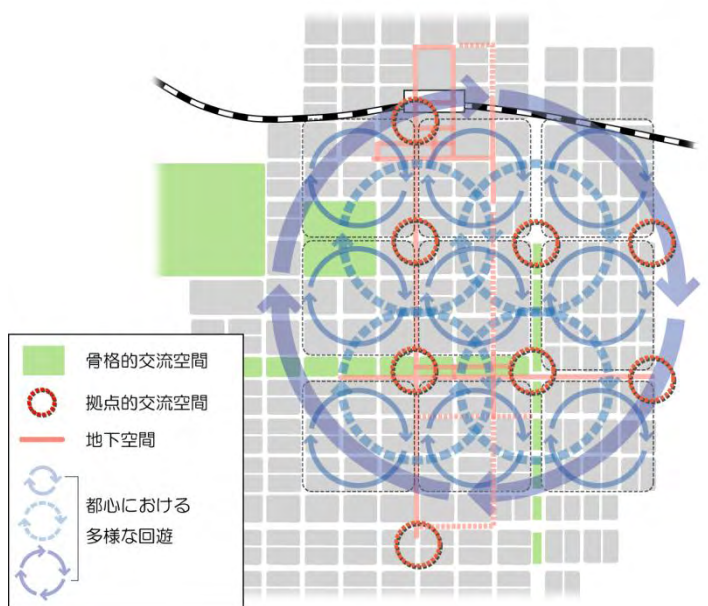 骨格的交流空間
拠点的交流空間
地下空間
都心における
多様な回遊